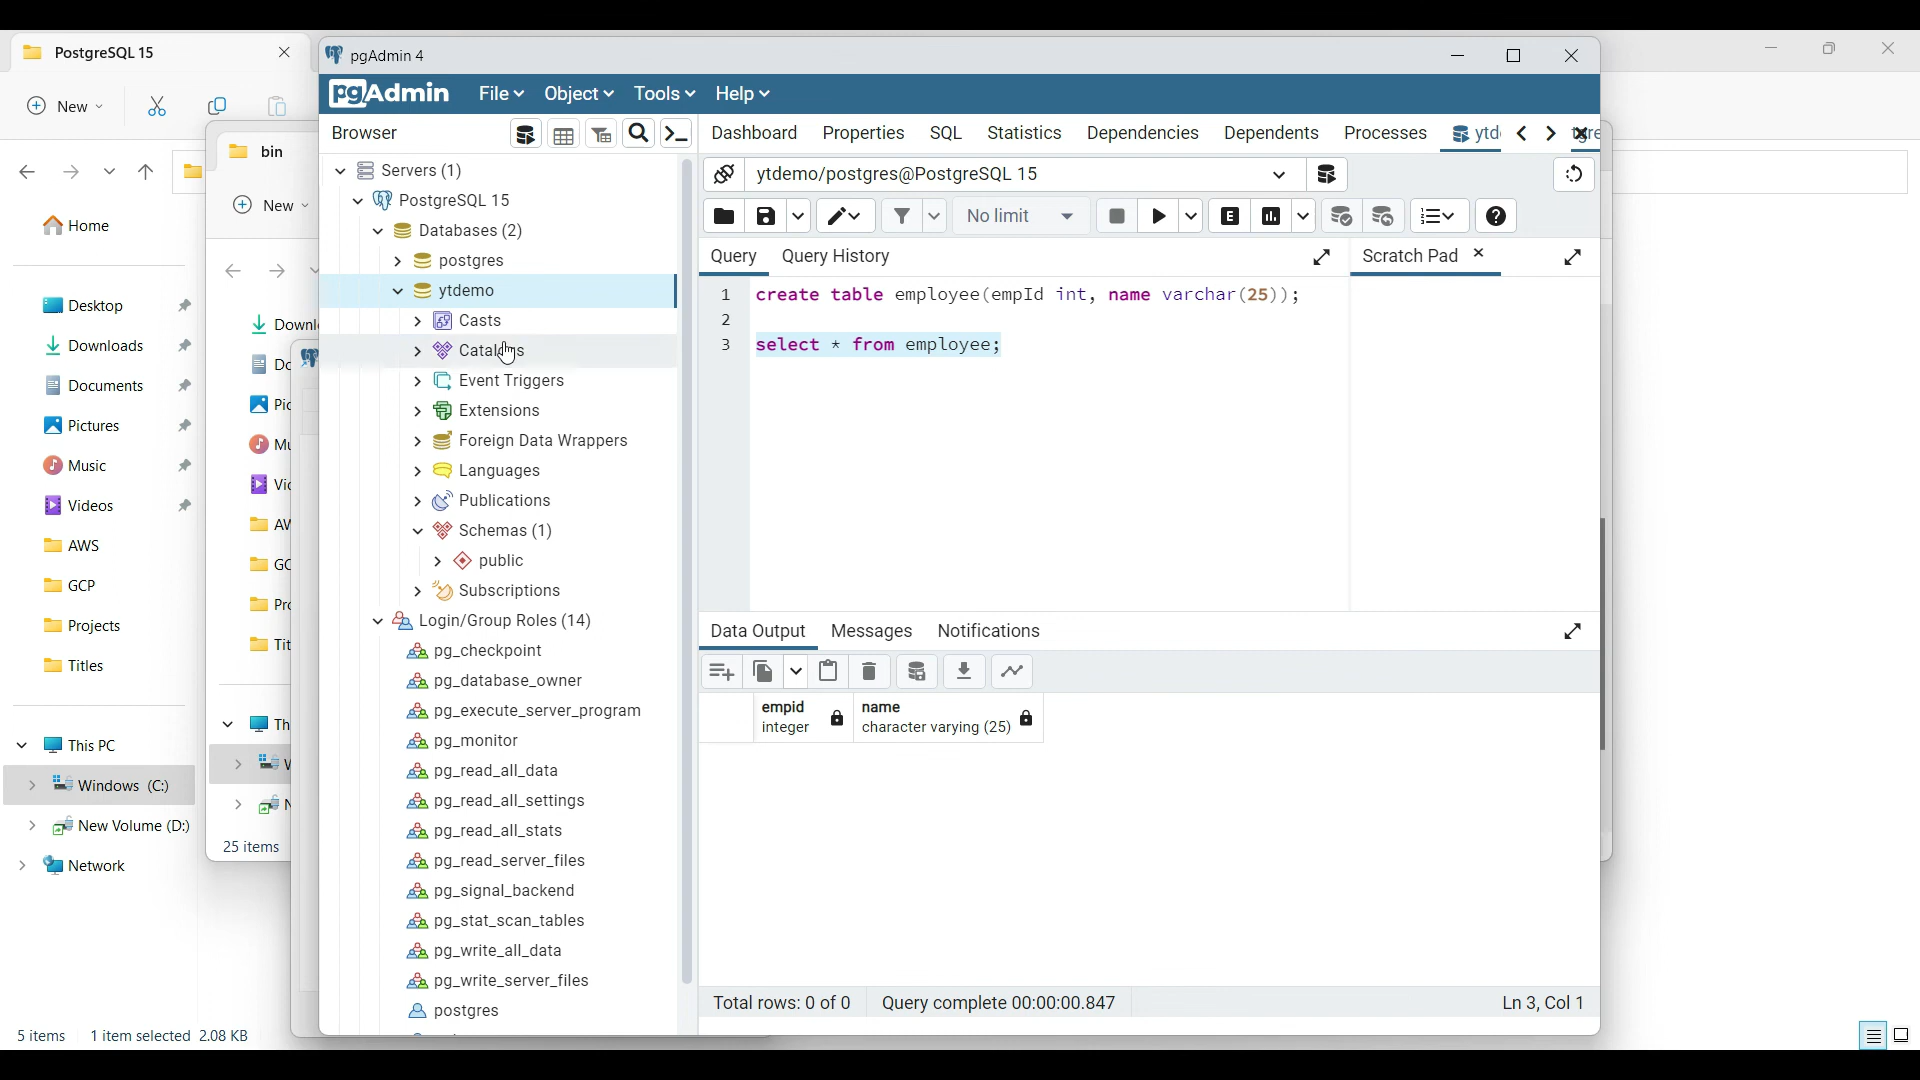 PostgreSQL 15
New
Home
Desktop
Downloads
Documents
Pictures
Music
Videos
AWS
GCP
Projects
Titles
This PC
Windows (C:)
New Volume (D:)
Network
5 items 1 item selected 2.08 KB
bin
New
25 items
pgAdmin 4
pgAdmin File Object Tools Help
Browser
Servers (1)
PostgreSQL 15
Databases (2)
postgres
ytdemo
Casts
Event Triggers
Extensions
Foreign Data Wrappers
Languages
Publications
Schemas (1)
public
Subscriptions
Login/Group Roles (14)
pg_checkpoint
pg_database_owner
pg_execute_server_program
pg_monitor
pg_read_all_data
pg_read_all_settings
pg_read_all_stats
pg_read_server_files
pg_signal_backend
pg_stat_scan_tables
pg_write_all_data
pg_write_server_files
postgres
Dashboard Properties SQL Statistics Dependencies Dependents Processes
ytdemo/postgres@PostgreSQL 15
No limit
Query Query History
Scratch Pad
1 create table employee(empId int, name varchar(25));
2
3 select * from employee;
Data Output Messages Notifications
empid name
integer character varying (25)
Total rows: 0 of 0 Query complete 00:00:00.847 Ln 3, Col 1